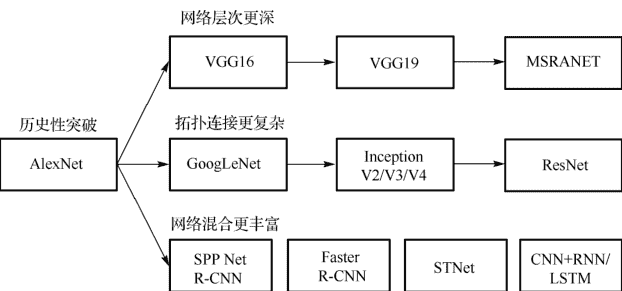 网络层次更深
VGG16
VGG19
MSRANET
历史性突破
AlexNet
拓扑连接更复杂
GoogLeNet
Inception
V2/V3/V4
ResNet
网络混合更丰富
SPP Net
R-CNN
Faster
R-CNN
STNet
CNN+RNN/
LSTM